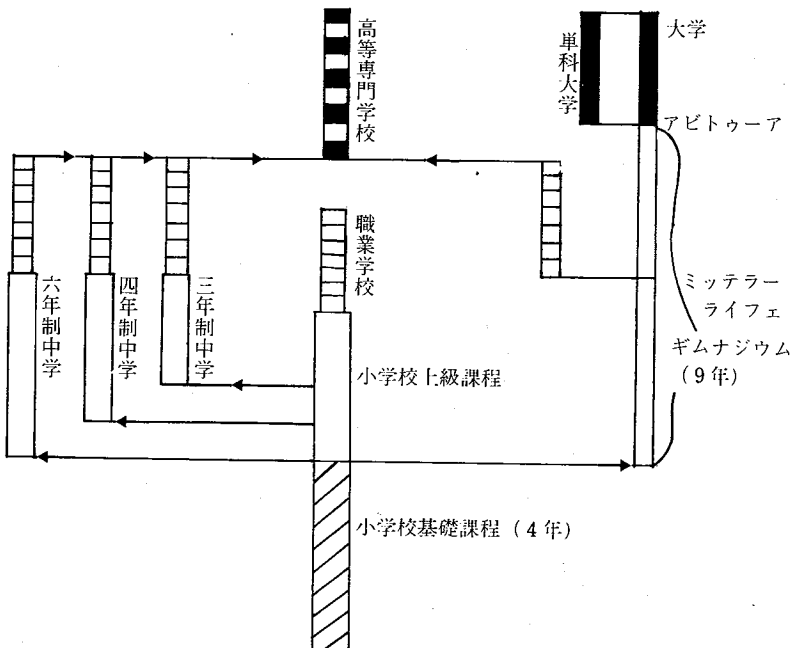 高等専門学校
大学
単科大学
アビトゥーア
職業学校
六年制中学
四年制中学
三年制中学
ミッテラー
ライフェ
ギムナジウム
(9年)
小学校上級課程
小学校基礎課程(4年)